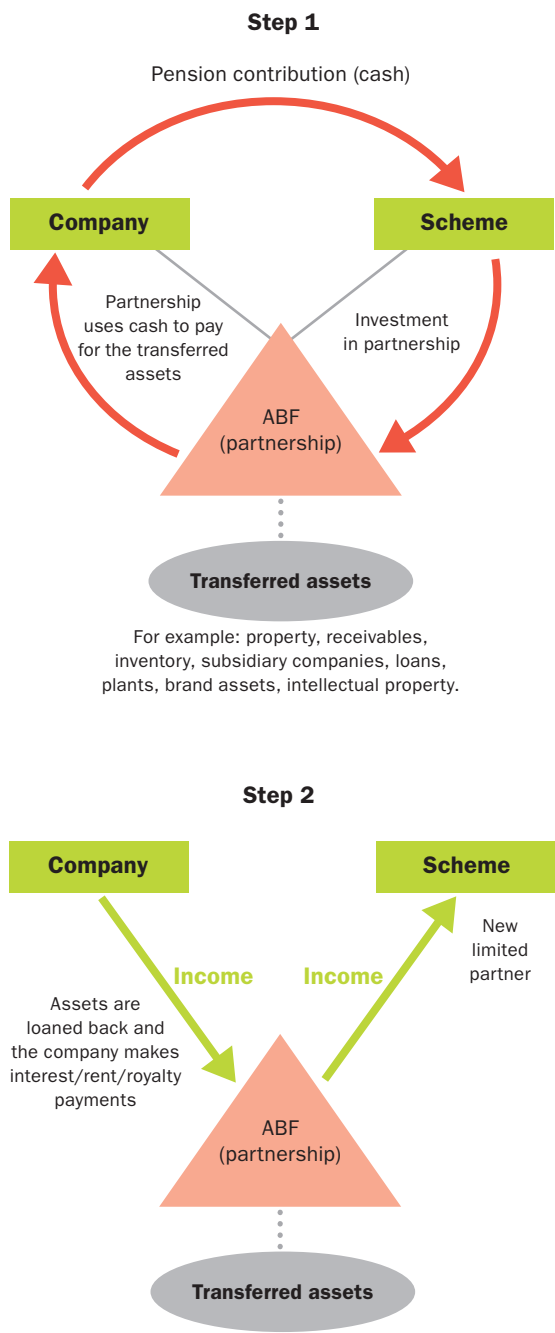 Step 1
Pension contribution (cash)
Company
Scheme
Partnership
uses cash to pay
for the transferred
assets
Investment
in partnership
ABF
(partnership)
Transferred assets
For example: property, receivables,
inventory, subsidiary companies, loans,
plants, brand assets, intellectual property.
Step 2
Company
Scheme
New
limited
partner
Income
Income
Assets are
loaned back and
the company makes
interest/rent/royalty
payments
ABF
(partnership)
Transferred assets